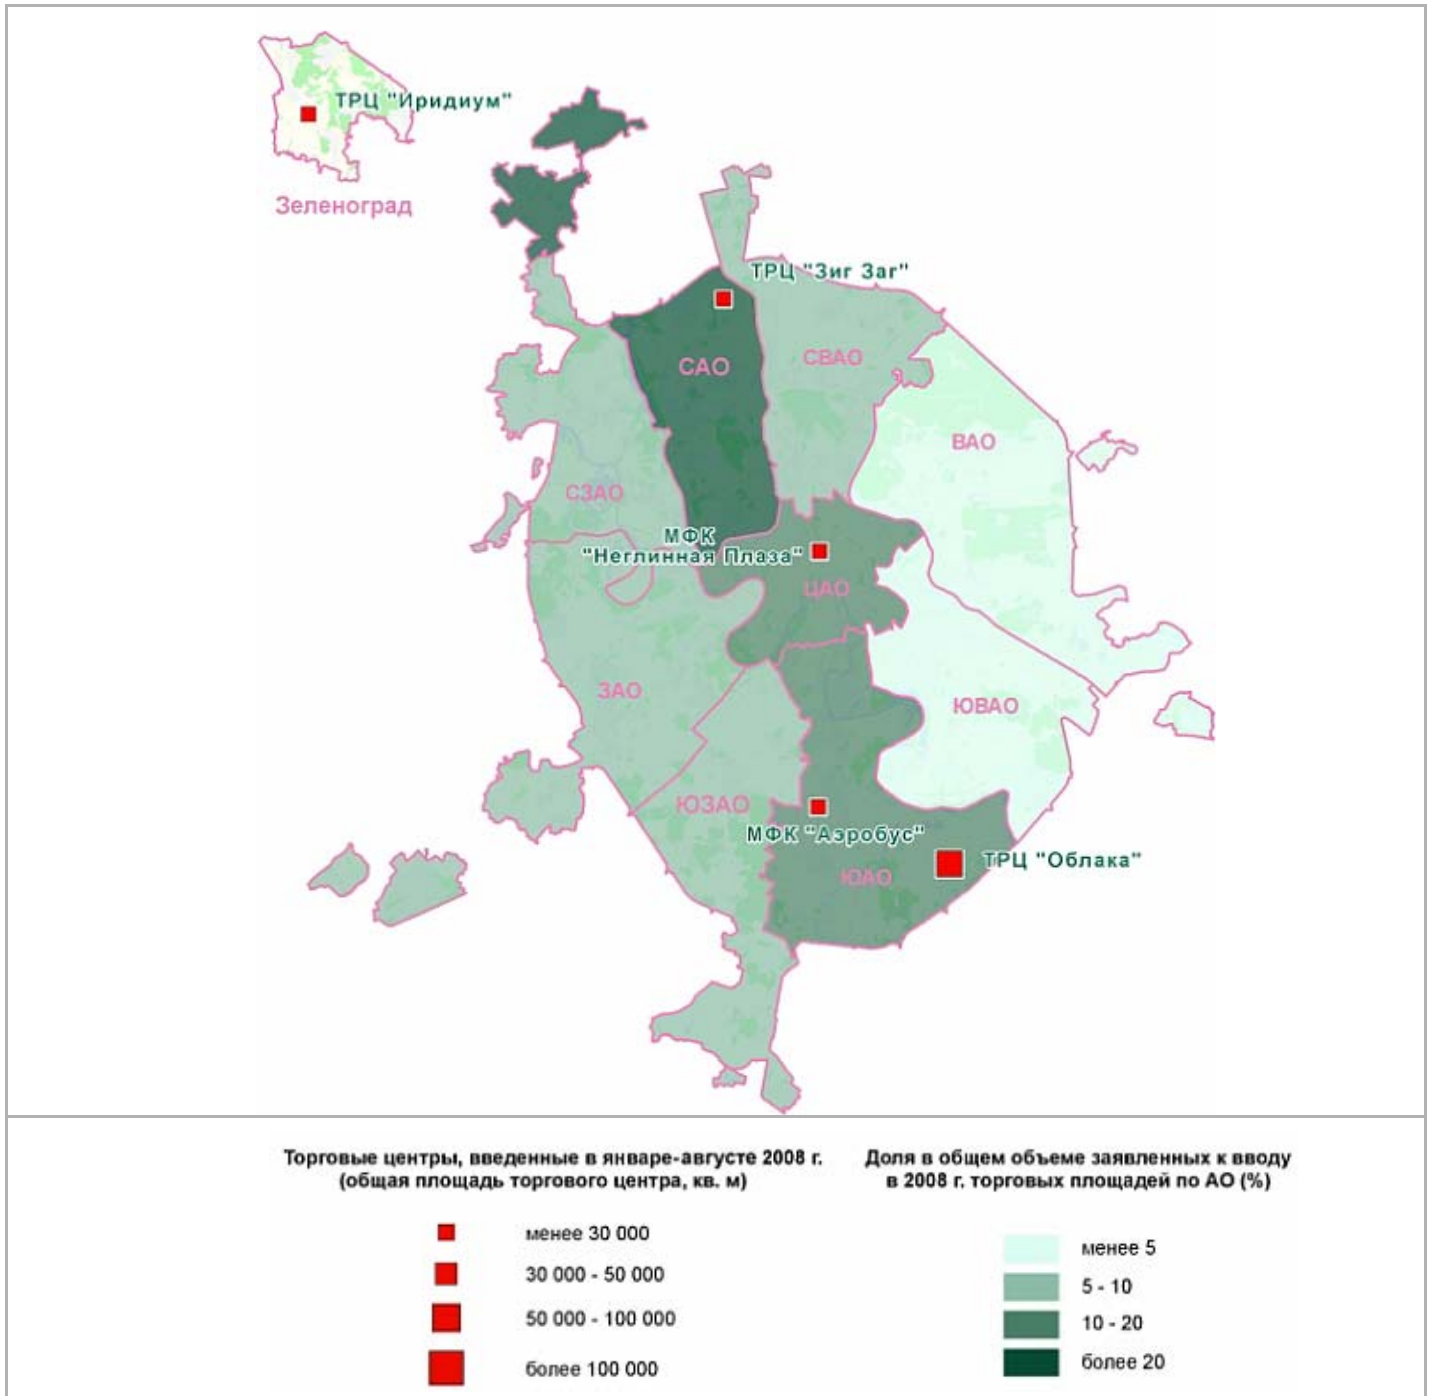 ТРЦ "Иридиум"
Зеленоград
ТРЦ "Зиг Заг"
САО
СВАО
ВАО
СЗАО
МФК
"Неглинная Плаза"
ЦАО
ЗАО
ЮВАО
ЮЗАО
МФК "Аэробус"
ТРЦ "Облака"
ЮАО
Торговые центры, введенные в январе-августе 2008 г.
(общая площадь торгового центра, кв. м)
менее 30 000
30 000 - 50 000
50 000 - 100 000
более 100 000
Доля в общем объеме заявленных к вводу
в 2008 г. торговых площадей по АО (%)
менее 5
5 - 10
10 - 20
более 20